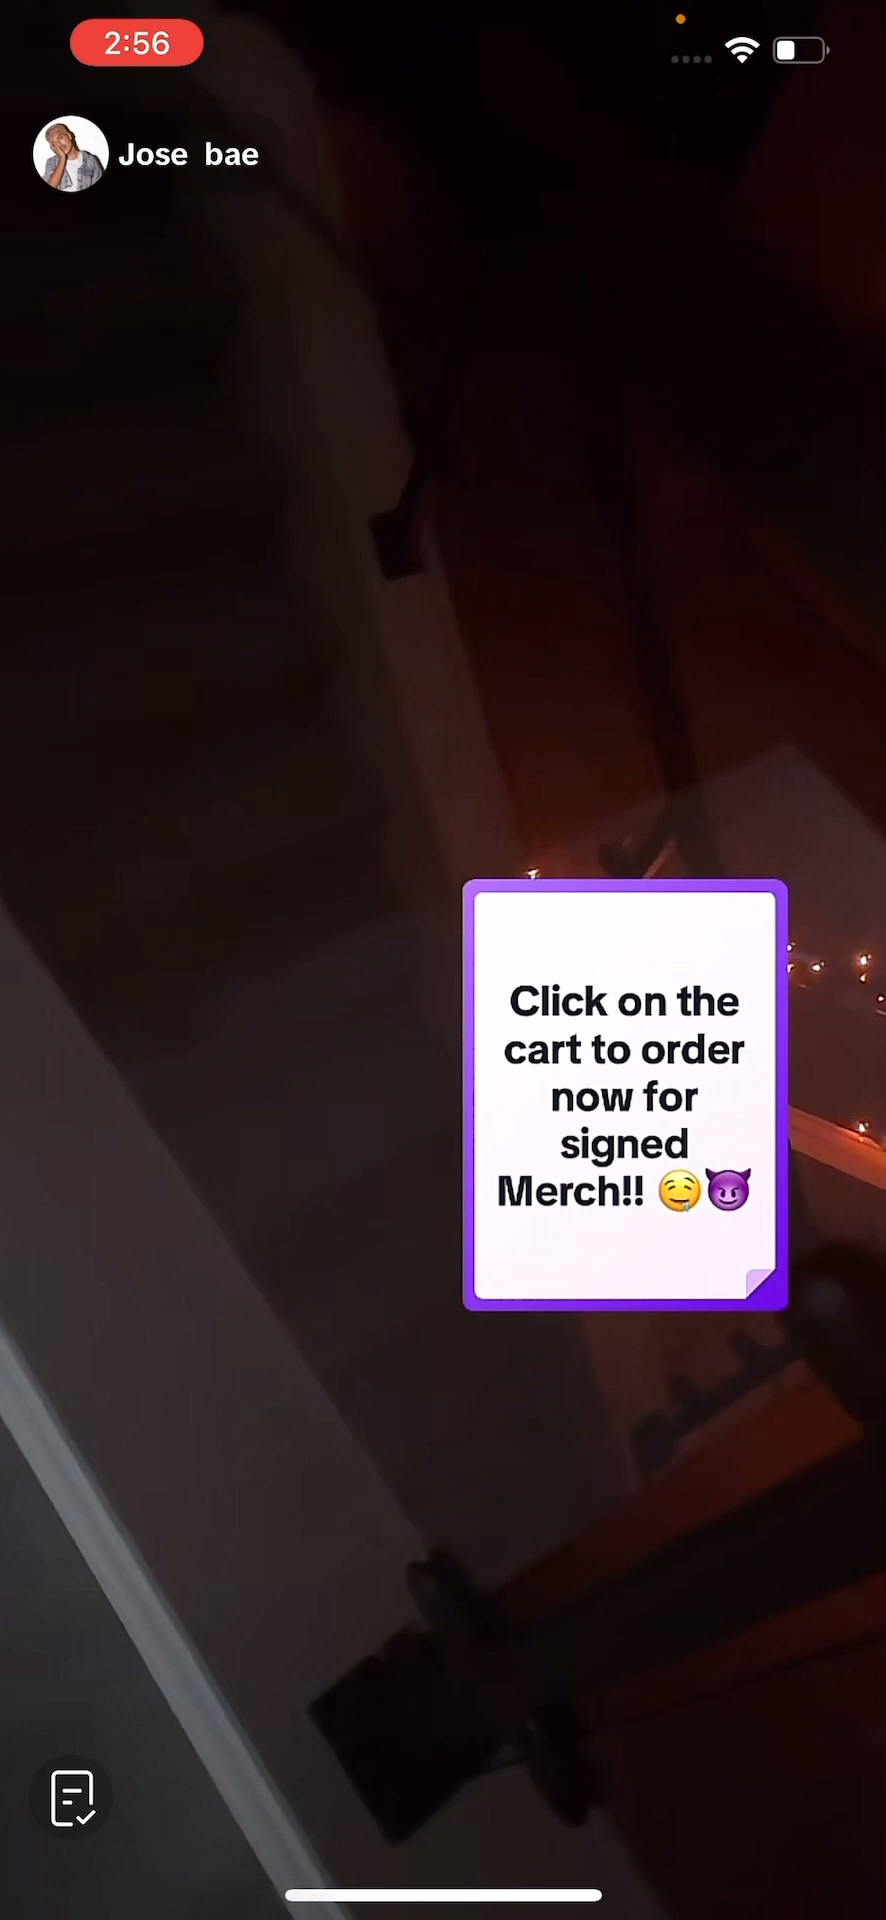 2:56
Jose bae
Click on the
cart to order
now for
signed
Merch!! 🤤😈